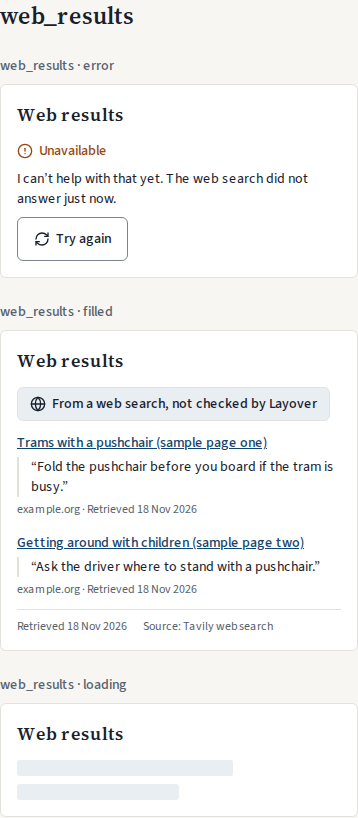 web_results
web_results · error
Web results
Unavailable
I can’t help with that yet. The web search did not
answer just now.
Try again
web_results · filled
Web results
From a web search, not checked by Layover
Trams with a pushchair (sample page one)
“Fold the pushchair before you board if the tram is
busy.”
example.org · Retrieved 18 Nov 2026
Getting around with children (sample page two)
“Ask the driver where to stand with a pushchair.”
example.org · Retrieved 18 Nov 2026
Retrieved 18 Nov 2026 Source: Tavily web search
web_results · loading
Web results